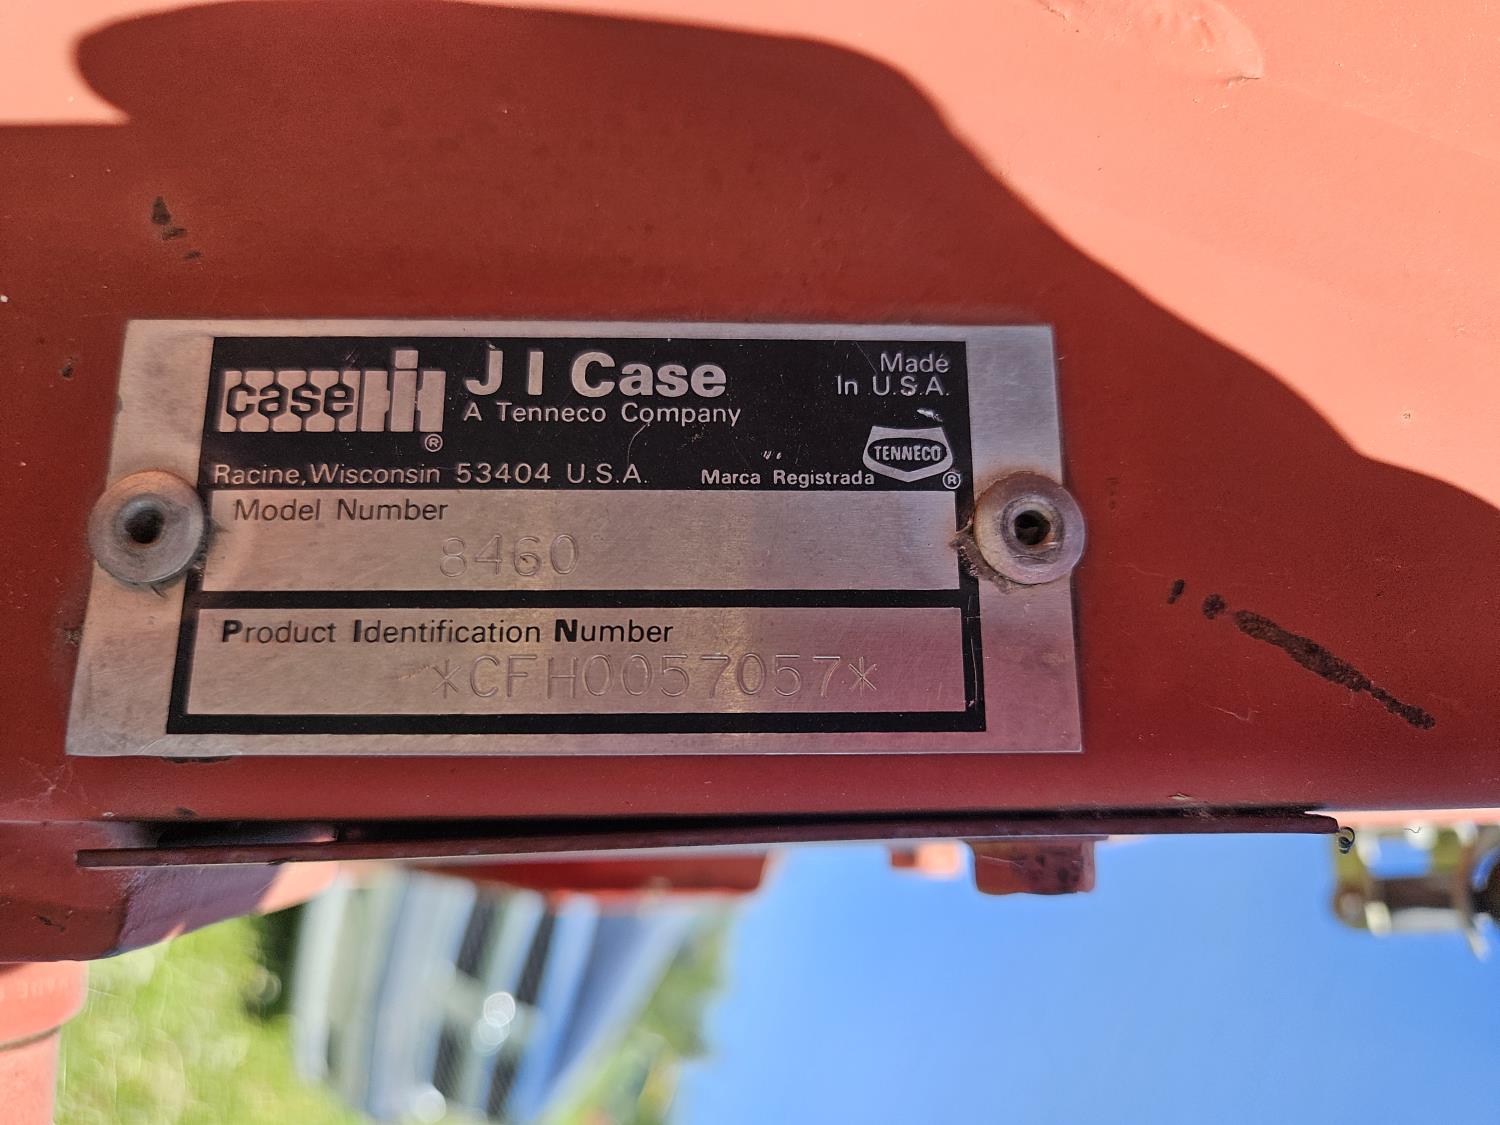 case IH ®
J I Case
A Tenneco Company
Made
In U.S.A.
TENNECO ®
Racine, Wisconsin 53404 U.S.A.
Marca Registrada
Model Number
8460
Product Identification Number
*CFH0057057*